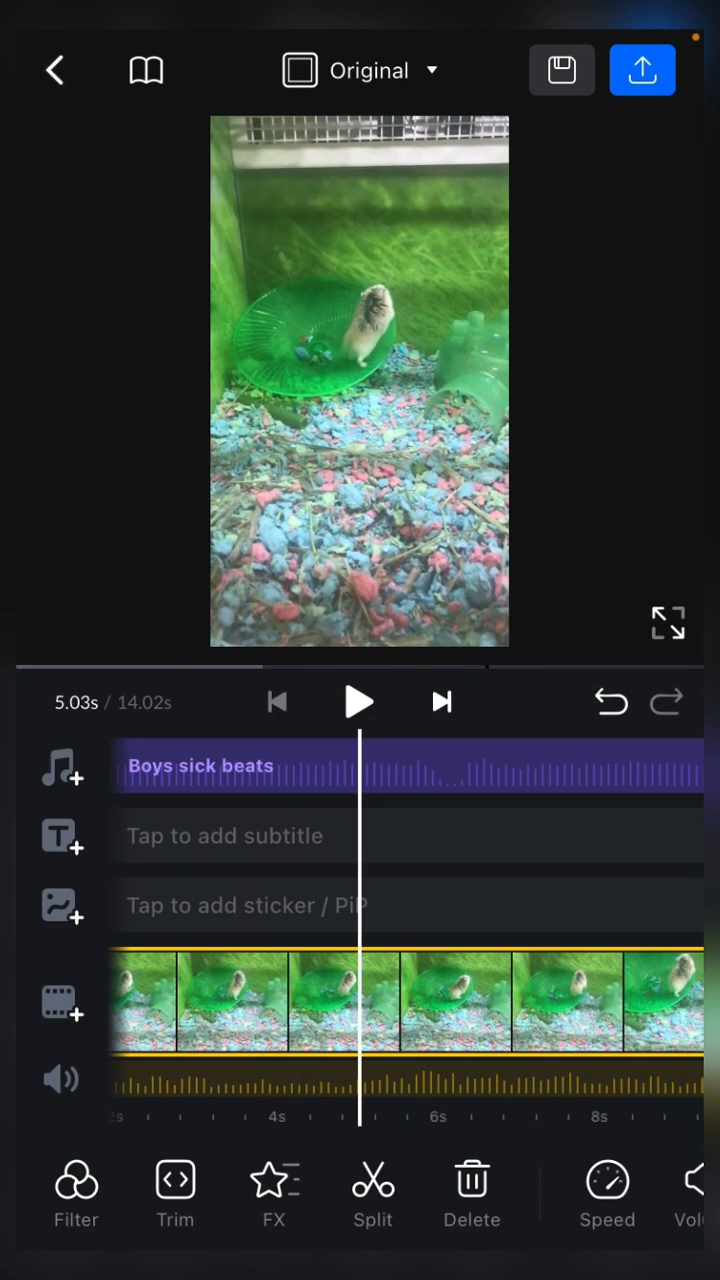 Original
5.03s / 14.02s
Boys sick beats
Tap to add subtitle
Tap to add sticker / PiP
4s 6s 8s
Filter Trim FX Split Delete Speed